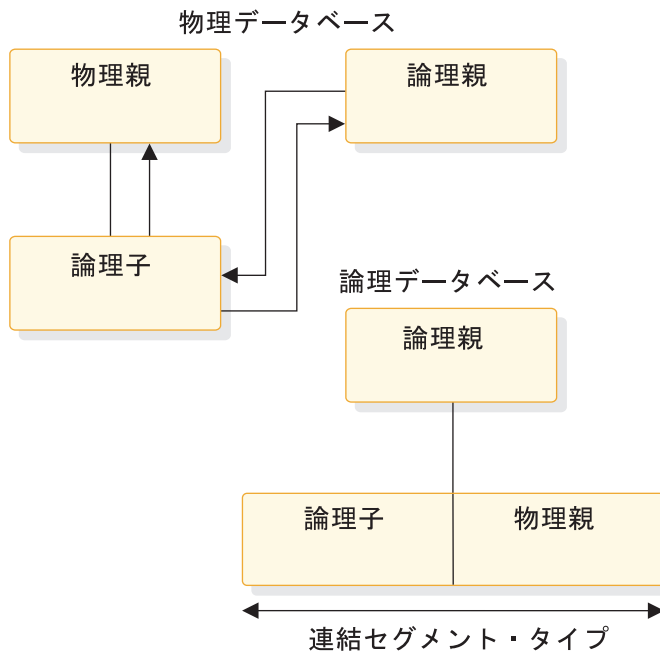 物理データベース
物理親
論理親
論理子
論理データベース
論理親
論理子
物理親
連結セグメント・タイプ